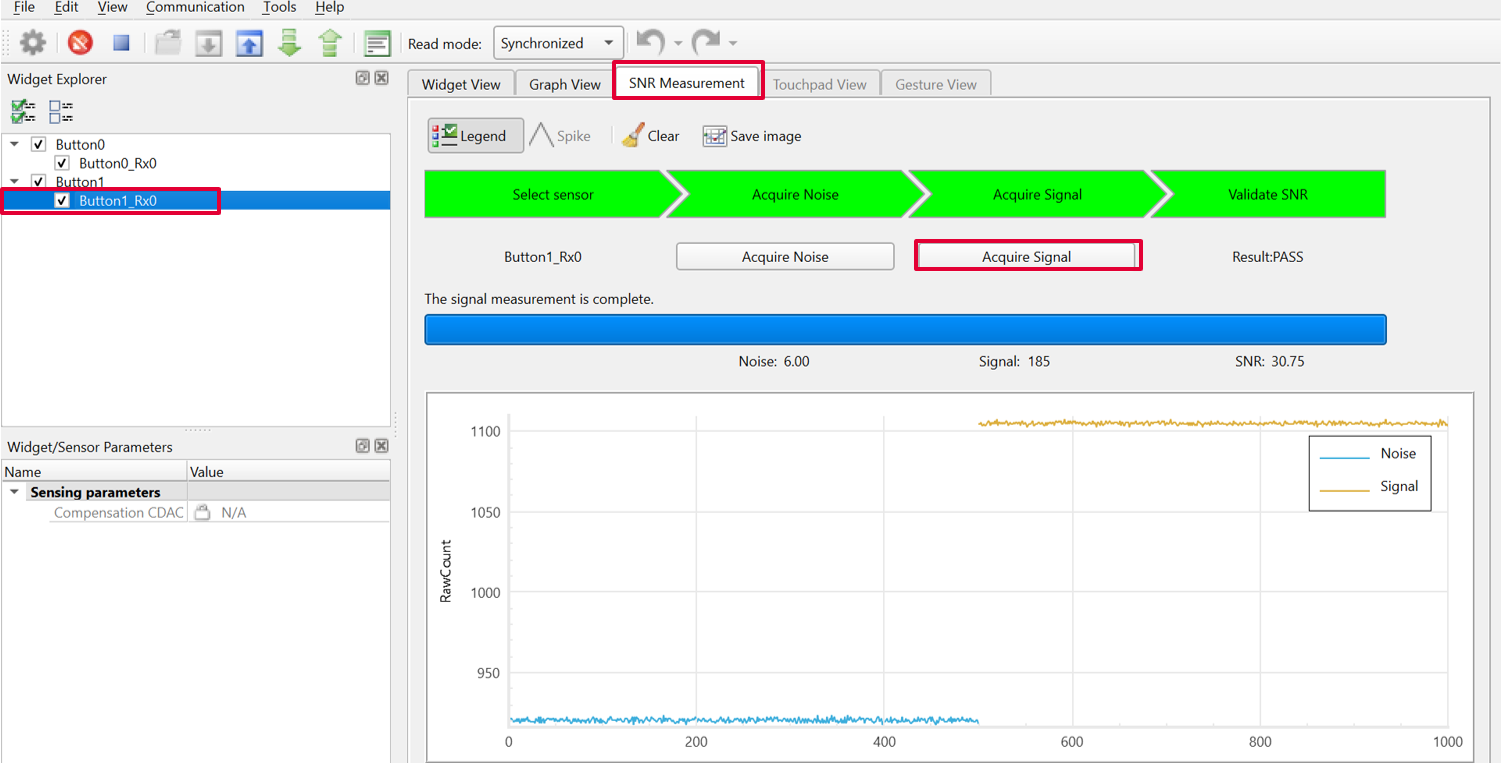 File Edit View Communication Tools Help
Read mode: Synchronized
Widget Explorer
Button0
Button0_Rx0
Button1
Button1_Rx0
Widget/Sensor Parameters
Name Value
Sensing parameters
Compensation CDAC N/A
Widget View Graph View SNR Measurement Touchpad View Gesture View
Legend Spike Clear Save image
Select sensor Acquire Noise Acquire Signal Validate SNR
Button1_Rx0 Acquire Noise Acquire Signal Result:PASS
The signal measurement is complete.
Noise: 6.00 Signal: 185 SNR: 30.75
1100
1050
1000
950
RawCount
Noise
Signal
0 200 400 600 800 1000